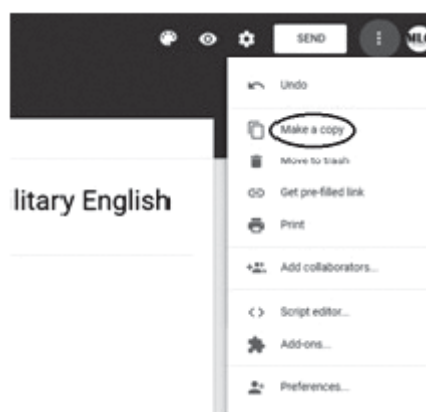 SEND
Undo
Make a copy
Move to trash
Get pre-filled link
litary English
Print
Add collaborators...
Script editor...
Add-ons...
Preferences...